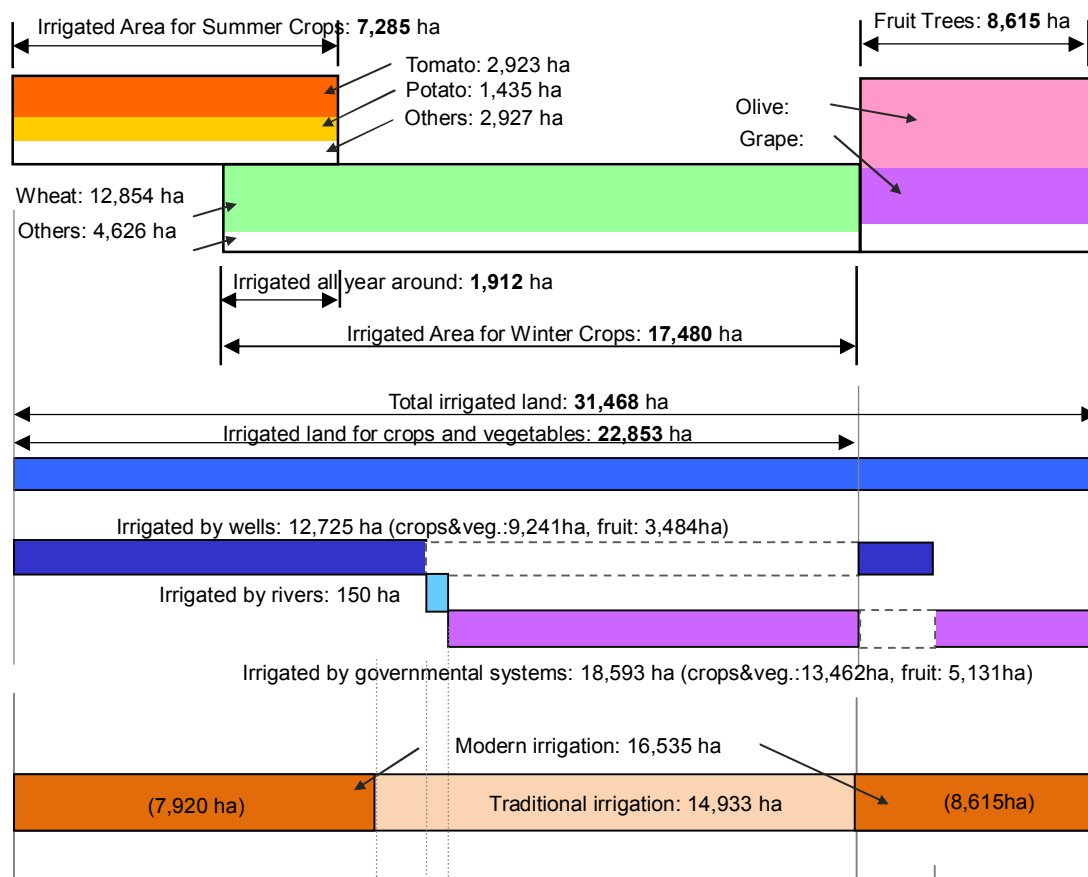 Irrigated Area for Summer Crops: 7,285 ha
Fruit Trees: 8,615 ha
Tomato: 2,923 ha
Potato: 1,435 ha
Others: 2,927 ha
Olive:
Grape:
Wheat: 12,854 ha
Others: 4,626 ha
Irrigated all year around: 1,912 ha
Irrigated Area for Winter Crops: 17,480 ha
Total irrigated land: 31,468 ha
Irrigated land for crops and vegetables: 22,853 ha
Irrigated by wells: 12,725 ha (crops&veg.:9,241ha, fruit: 3,484ha)
Irrigated by rivers: 150 ha
Irrigated by governmental systems: 18,593 ha (crops&veg.:13,462ha, fruit: 5,131ha)
Modern irrigation: 16,535 ha
(7,920 ha)
Traditional irrigation: 14,933 ha
(8,615ha)